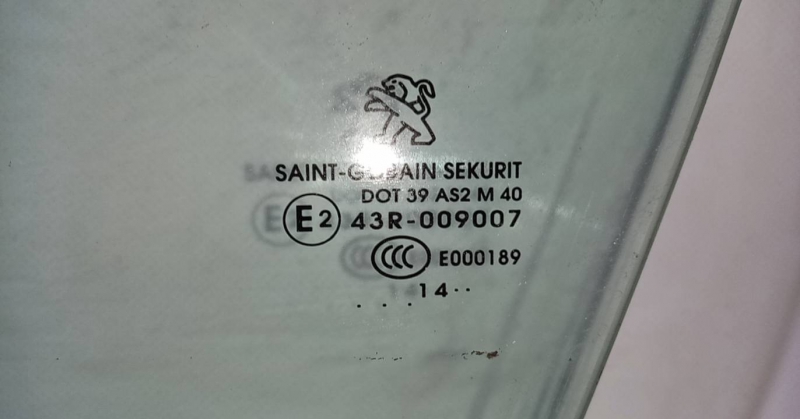 SAINT-GOBAIN SEKURIT
DOT 39 AS2 M 40
E2 43R-009007
CCC E000189
. . . 14 . .